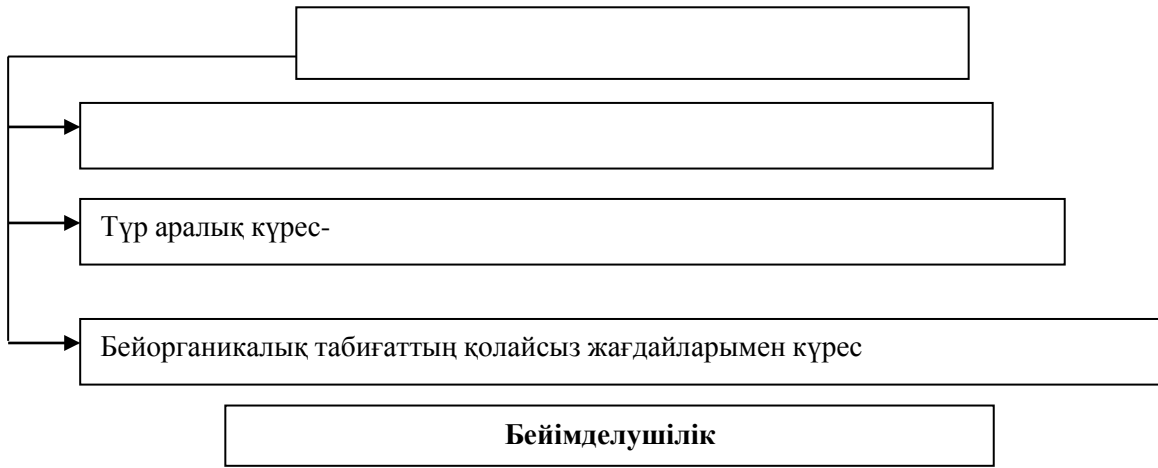 Түр аралық күрес-
Бейорганикалық табиғаттың қолайсыз жағдайларымен күрес
Бейімделушілік